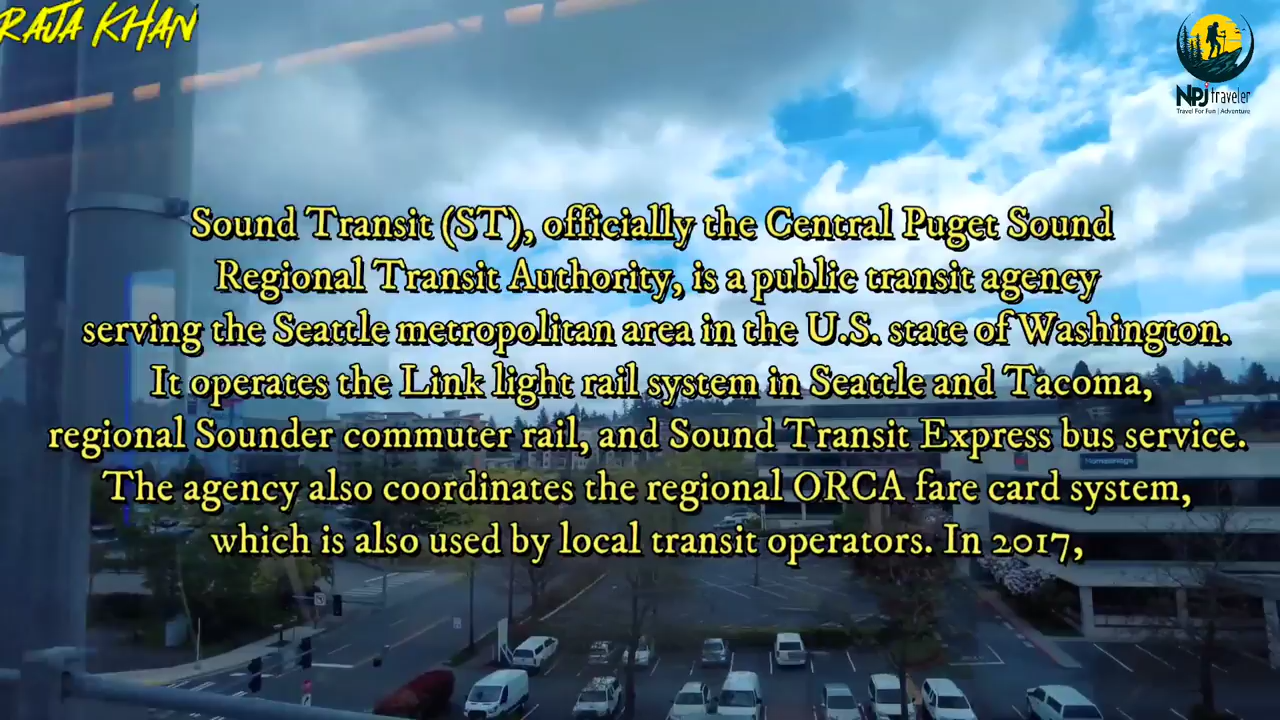 RAJA KHAN
NPJ traveler
Travel For Fun | Adventure
Sound Transit (ST), officially the Central Puget Sound
Regional Transit Authority, is a public transit agency
serving the Seattle metropolitan area in the U.S. state of Washington.
It operates the Link light rail system in Seattle and Tacoma,
regional Sounder commuter rail, and Sound Transit Express bus service.
The agency also coordinates the regional ORCA fare card system,
which is also used by local transit operators. In 2017,